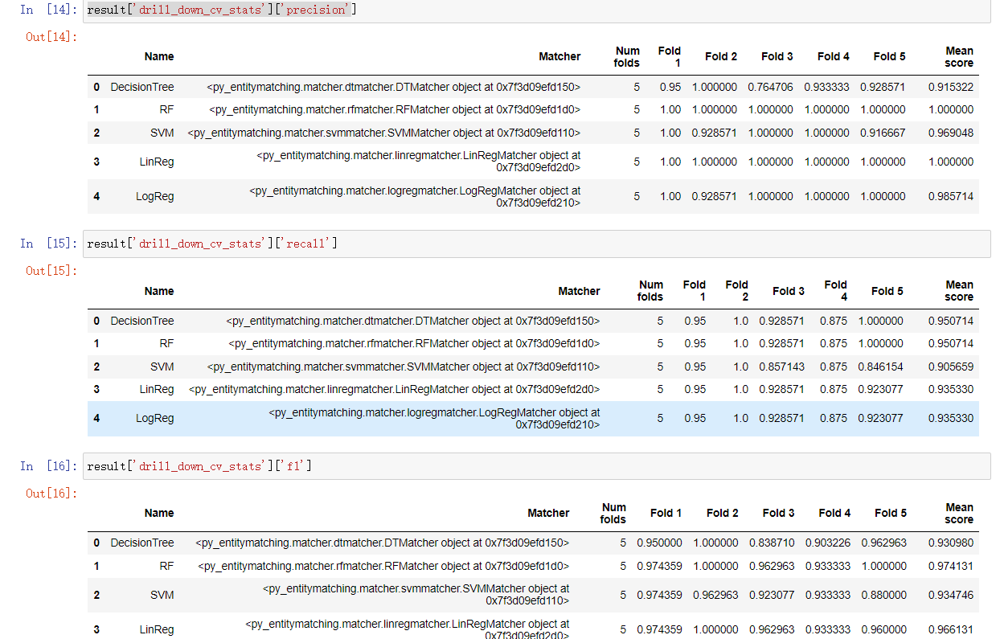 In [14]: result['drill_down_cv_stats']['precision']
Out[14]:
Name Matcher Num folds Fold 1 Fold 2 Fold 3 Fold 4 Fold 5 Mean score
0 DecisionTree <py_entitymatching.matcher.dtmatcher.DTMatcher object at 0x7f3d09efd150> 5 0.95 1.000000 0.764706 0.933333 0.928571 0.915322
1 RF <py_entitymatching.matcher.rfmatcher.RFMatcher object at 0x7f3d09efd1d0> 5 1.00 1.000000 1.000000 1.000000 1.000000 1.000000
2 SVM <py_entitymatching.matcher.svmmatcher.SVMMatcher object at 0x7f3d09efd110> 5 1.00 0.928571 1.000000 1.000000 0.916667 0.969048
3 LinReg <py_entitymatching.matcher.linregmatcher.LinRegMatcher object at 0x7f3d09efd2d0> 5 1.00 1.000000 1.000000 1.000000 1.000000 1.000000
4 LogReg <py_entitymatching.matcher.logregmatcher.LogRegMatcher object at 0x7f3d09efd210> 5 1.00 0.928571 1.000000 1.000000 1.000000 0.985714
In [15]: result['drill_down_cv_stats']['recall']
Out[15]:
Name Matcher Num folds Fold 1 Fold 2 Fold 3 Fold 4 Fold 5 Mean score
0 DecisionTree <py_entitymatching.matcher.dtmatcher.DTMatcher object at 0x7f3d09efd150> 5 0.95 1.0 0.928571 0.875 1.000000 0.950714
1 RF <py_entitymatching.matcher.rfmatcher.RFMatcher object at 0x7f3d09efd1d0> 5 0.95 1.0 0.928571 0.875 1.000000 0.950714
2 SVM <py_entitymatching.matcher.svmmatcher.SVMMatcher object at 0x7f3d09efd110> 5 0.95 1.0 0.857143 0.875 0.846154 0.905659
3 LinReg <py_entitymatching.matcher.linregmatcher.LinRegMatcher object at 0x7f3d09efd2d0> 5 0.95 1.0 0.928571 0.875 0.923077 0.935330
4 LogReg <py_entitymatching.matcher.logregmatcher.LogRegMatcher object at 0x7f3d09efd210> 5 0.95 1.0 0.928571 0.875 0.923077 0.935330
In [16]: result['drill_down_cv_stats']['f1']
Out[16]:
Name Matcher Num folds Fold 1 Fold 2 Fold 3 Fold 4 Fold 5 Mean score
0 DecisionTree <py_entitymatching.matcher.dtmatcher.DTMatcher object at 0x7f3d09efd150> 5 0.950000 1.000000 0.838710 0.903226 0.962963 0.930980
1 RF <py_entitymatching.matcher.rfmatcher.RFMatcher object at 0x7f3d09efd1d0> 5 0.974359 1.000000 0.962963 0.933333 1.000000 0.974131
2 SVM <py_entitymatching.matcher.svmmatcher.SVMMatcher object at 0x7f3d09efd110> 5 0.974359 0.962963 0.923077 0.933333 0.880000 0.934746
3 LinReg <py_entitymatching.matcher.linregmatcher.LinRegMatcher object at 0x7f3d09efd2d0> 5 0.974359 1.000000 0.962963 0.933333 0.960000 0.966131